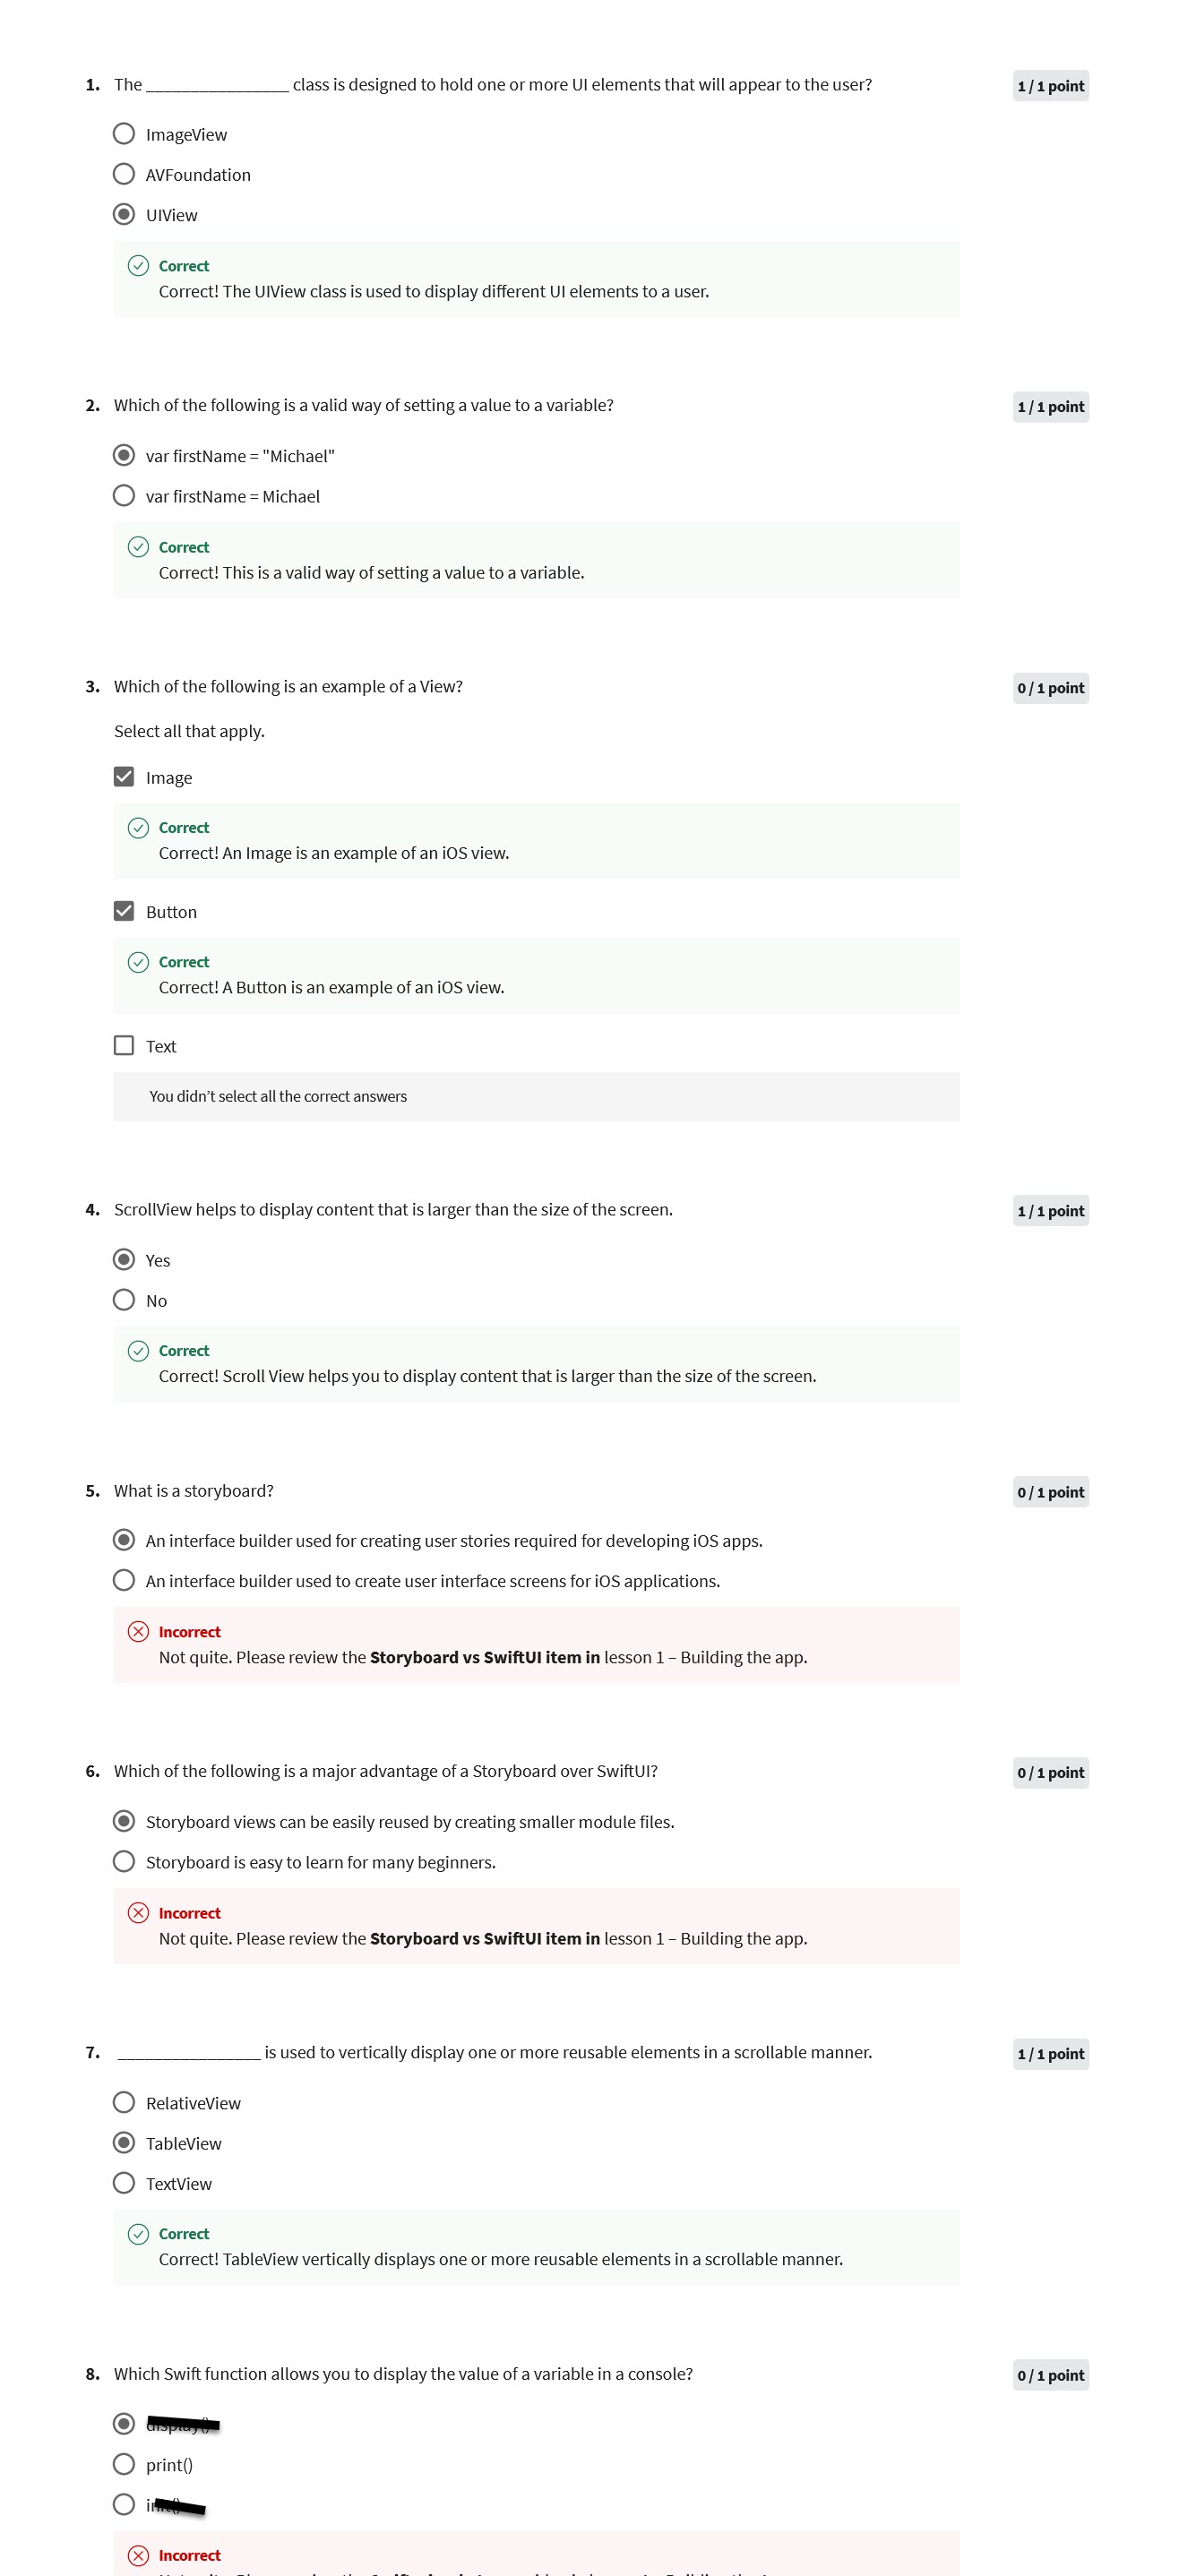 1. The ________________ class is designed to hold one or more UI elements that will appear to the user? 1 / 1 point
ImageView
AVFoundation
UIView
Correct
Correct! The UIView class is used to display different UI elements to a user.
2. Which of the following is a valid way of setting a value to a variable? 1 / 1 point
var firstName = "Michael"
var firstName = Michael
Correct
Correct! This is a valid way of setting a value to a variable.
3. Which of the following is an example of a View? 0 / 1 point
Select all that apply.
Image
Correct
Correct! An Image is an example of an iOS view.
Button
Correct
Correct! A Button is an example of an iOS view.
Text
You didn’t select all the correct answers
4. ScrollView helps to display content that is larger than the size of the screen. 1 / 1 point
Yes
No
Correct
Correct! Scroll View helps you to display content that is larger than the size of the screen.
5. What is a storyboard? 0 / 1 point
An interface builder used for creating user stories required for developing iOS apps.
An interface builder used to create user interface screens for iOS applications.
Incorrect
Not quite. Please review the Storyboard vs SwiftUI item in lesson 1 – Building the app.
6. Which of the following is a major advantage of a Storyboard over SwiftUI? 0 / 1 point
Storyboard views can be easily reused by creating smaller module files.
Storyboard is easy to learn for many beginners.
Incorrect
Not quite. Please review the Storyboard vs SwiftUI item in lesson 1 – Building the app.
7. ________________ is used to vertically display one or more reusable elements in a scrollable manner. 1 / 1 point
RelativeView
TableView
TextView
Correct
Correct! TableView vertically displays one or more reusable elements in a scrollable manner.
8. Which Swift function allows you to display the value of a variable in a console? 0 / 1 point
print()
Incorrect